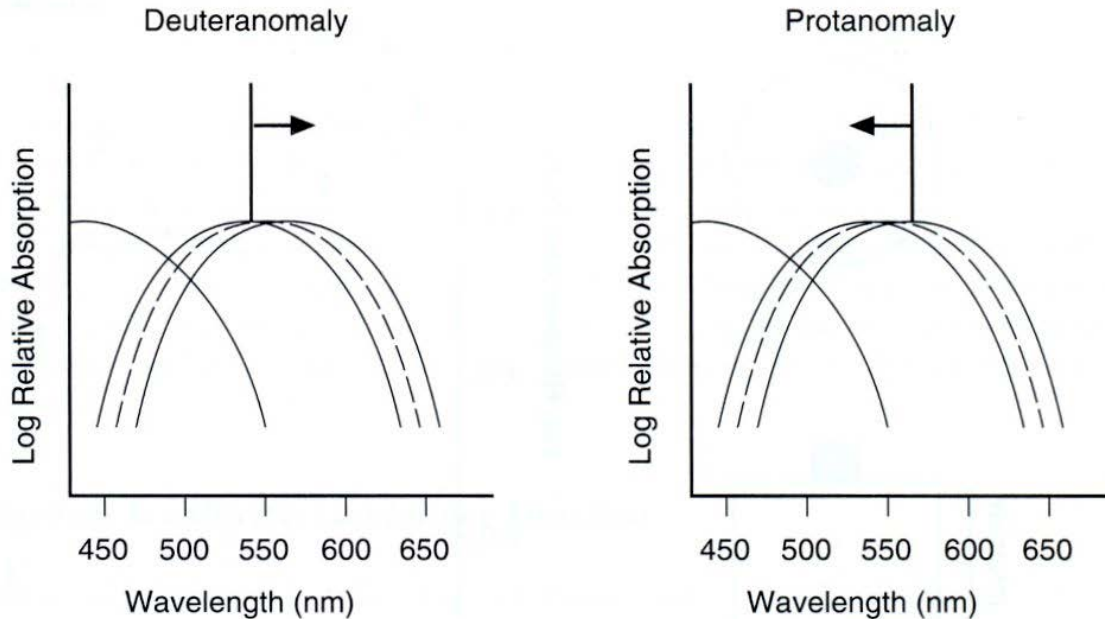 Deuteranomaly
Log Relative Absorption
450 500 550 600 650
Wavelength (nm)
Protanomaly
Log Relative Absorption
450 500 550 600 650
Wavelength (nm)